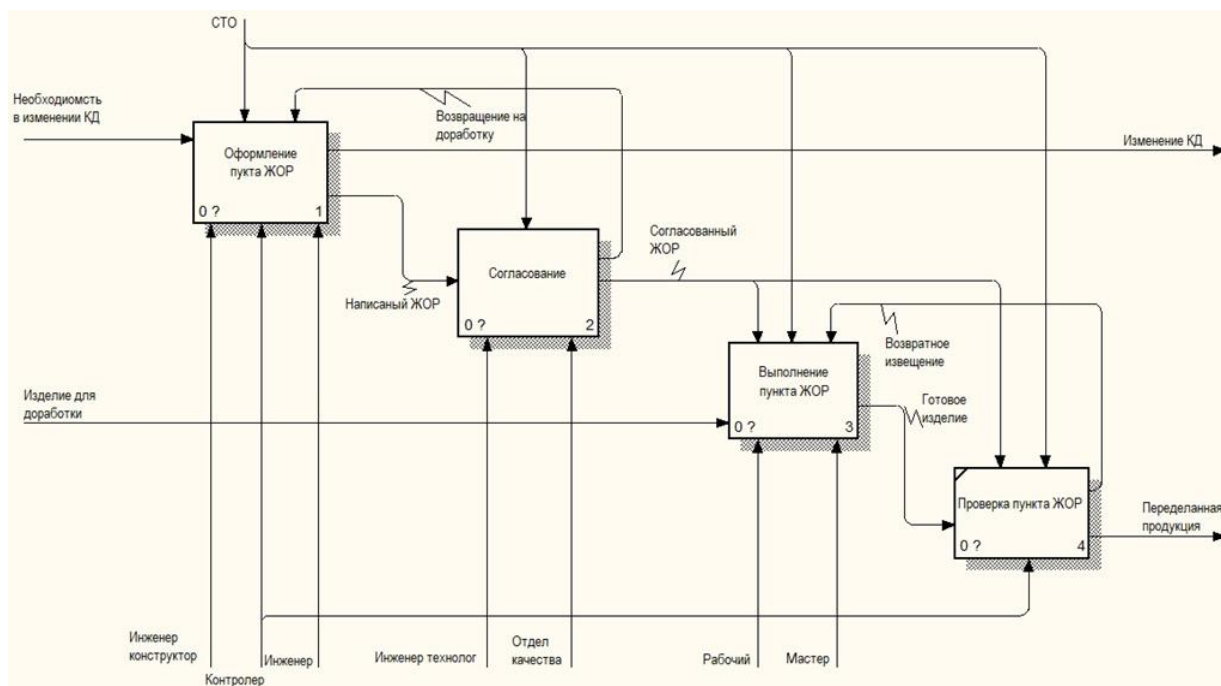 СТО
Необходиомсть
в изменении КД
Возвращение на
доработку
Оформление
пукта ЖОР
0 ?
1
Изменение КД
Согласованный
ЖОР
Согласование
0 ?
2
Написаный ЖОР
Возвратное
извещение
Выполнение
пункта ЖОР
0 ?
3
Изделие для
доработки
Готовое
изделие
Проверка пункта ЖОР
0 ?
4
Переделанная
продукция
Инженер
конструктор
Контролер
Инженер
Инженер технолог
Отдел
качества
Рабочий
Мастер